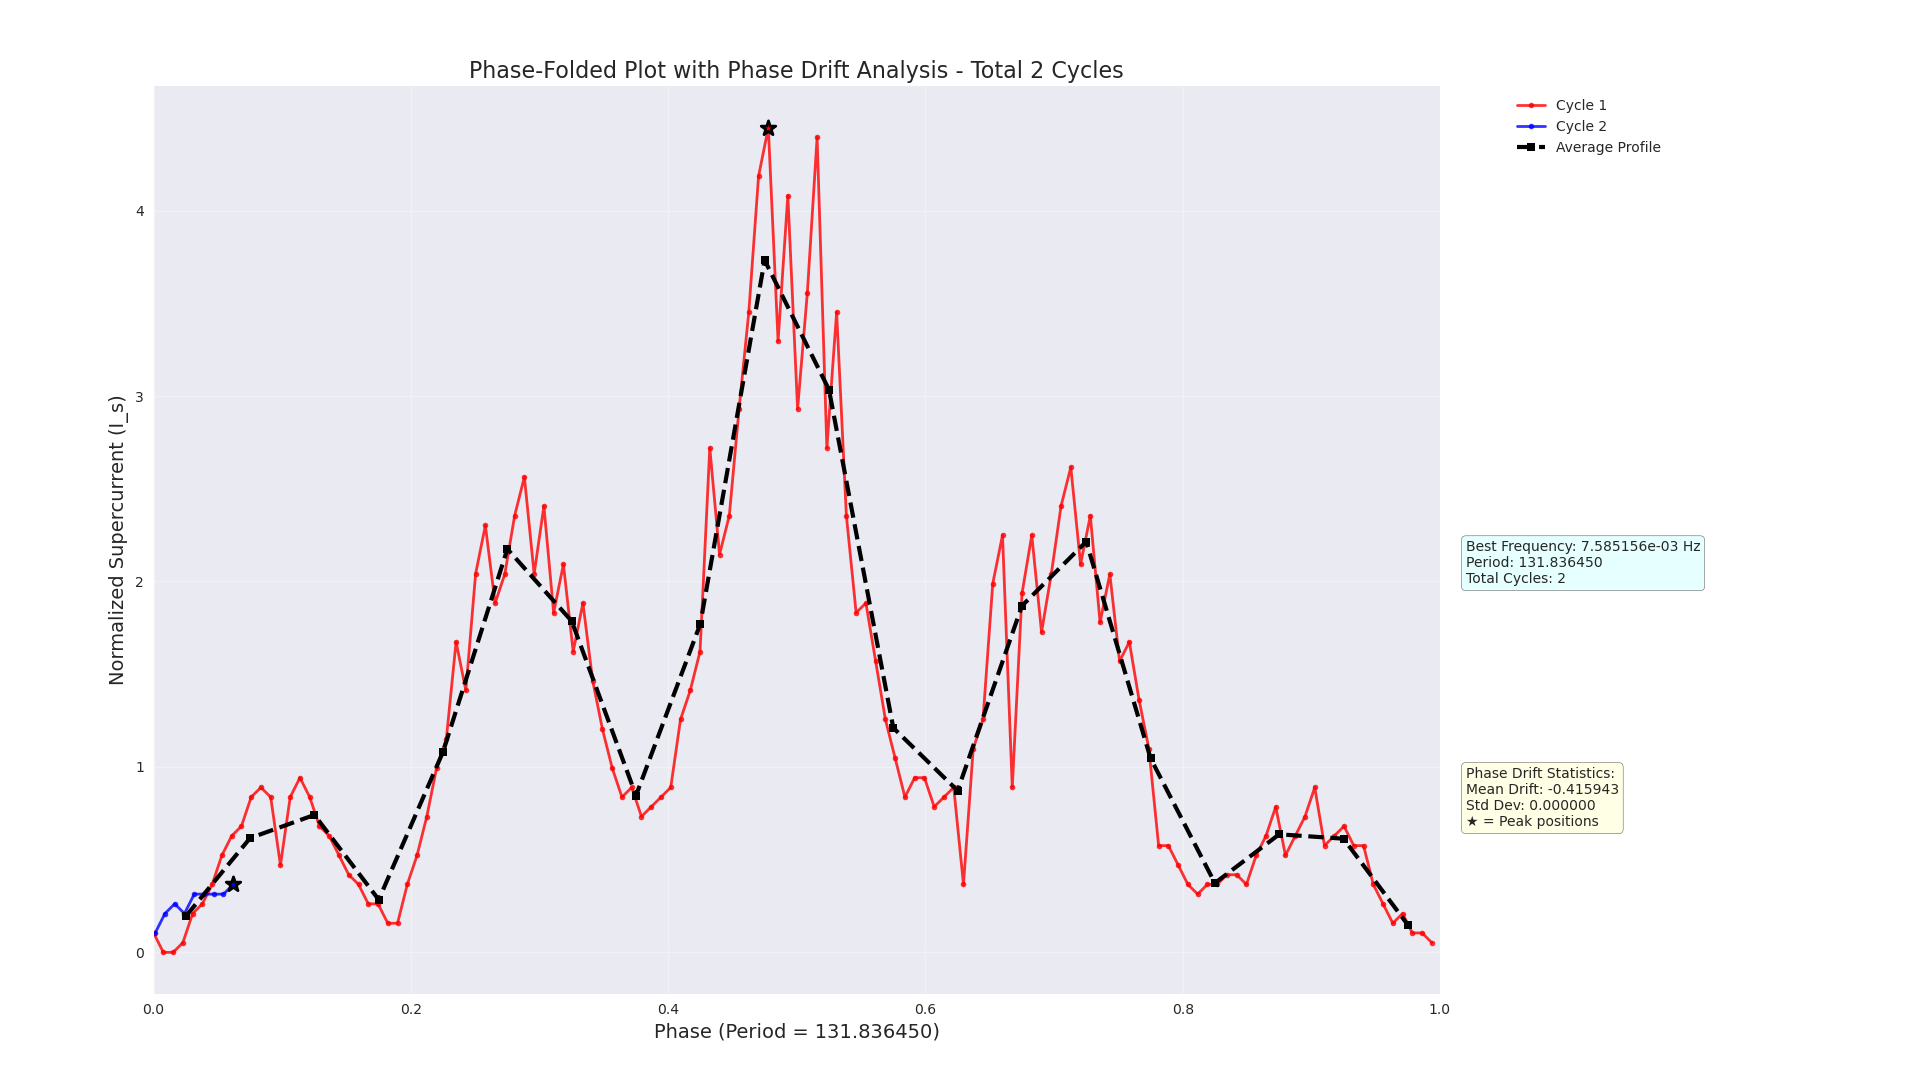 Phase-Folded Plot with Phase Drift Analysis - Total 2 Cycles
Cycle 1
Cycle 2
Average Profile
Normalized Supercurrent (I_s)
4
3
2
1
0
Best Frequency: 7.585156e-03 Hz
Period: 131.836450
Total Cycles: 2
Phase Drift Statistics:
Mean Drift: -0.415943
Std Dev: 0.000000
★ = Peak positions
0.0 0.2 0.4 0.6 0.8 1.0
Phase (Period = 131.836450)